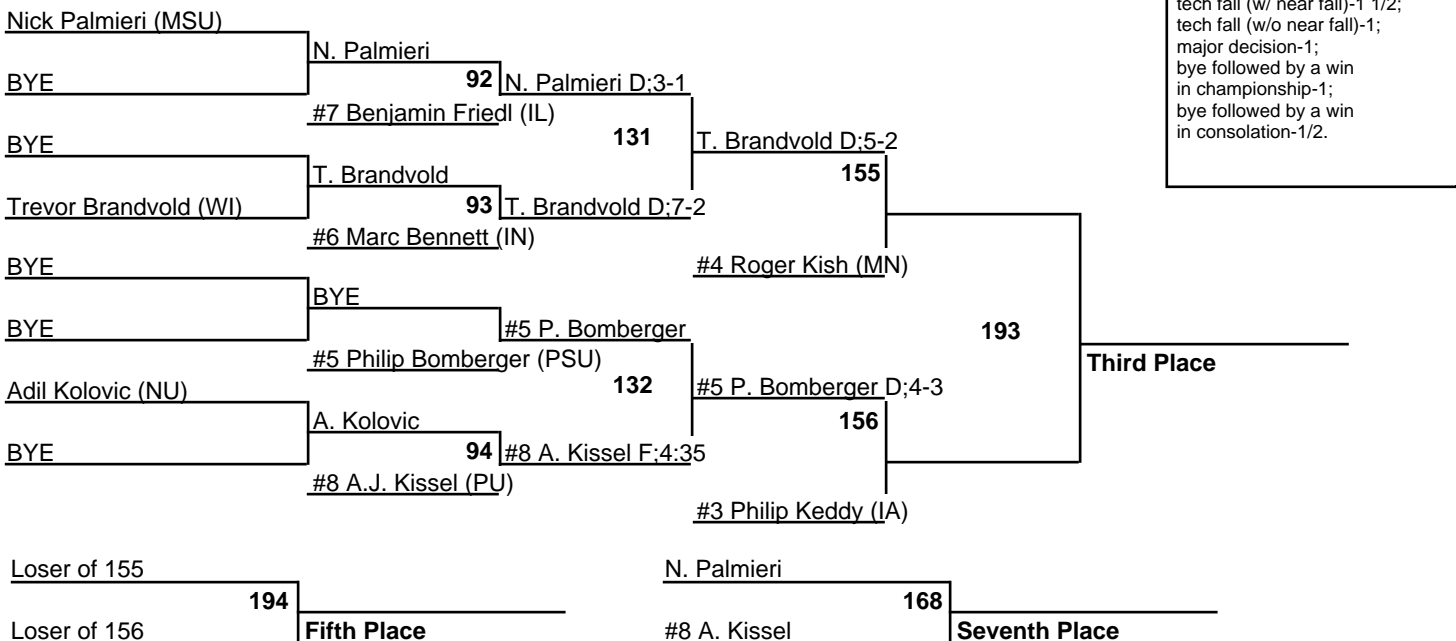 tech fall (w/ near fall)-1 1/2;
tech fall (w/o near fall)-1;
major decision-1;
bye followed by a win
in championship-1;
bye followed by a win
in consolation-1/2.
Nick Palmieri (MSU)
N. Palmieri
BYE
92
N. Palmieri D;3-1
#7 Benjamin Friedl (IL)
131
BYE
T. Brandvold D;5-2
155
T. Brandvold
Trevor Brandvold (WI)
93
T. Brandvold D;7-2
#6 Marc Bennett (IN)
#4 Roger Kish (MN)
BYE
BYE
BYE
#5 P. Bomberger
193
#5 Philip Bomberger (PSU)
Third Place
132
#5 P. Bomberger D;4-3
Adil Kolovic (NU)
A. Kolovic
156
BYE
94
#8 A. Kissel F;4:35
#8 A.J. Kissel (PU)
#3 Philip Keddy (IA)
Loser of 155
194
Loser of 156
Fifth Place
N. Palmieri
168
#8 A. Kissel
Seventh Place